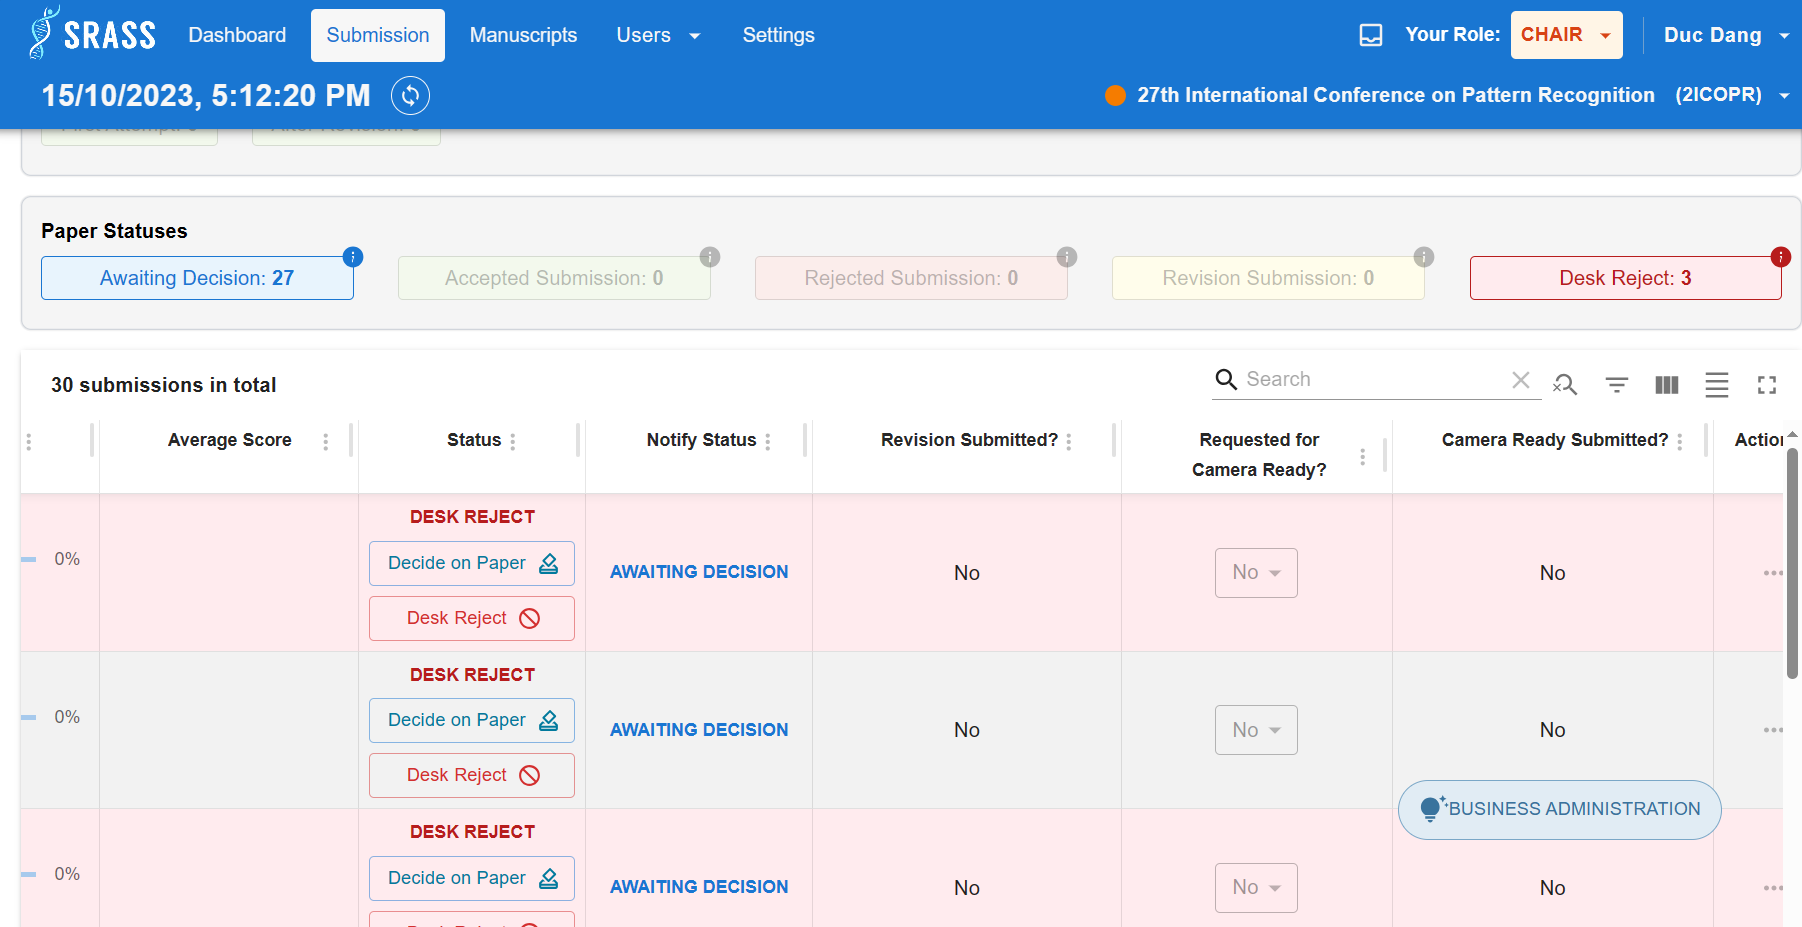 SRASS
Dashboard
Submission
Manuscripts
Users
Settings
Your Role:
CHAIR
Duc Dang
15/10/2023, 5:12:20 PM
27th International Conference on Pattern Recognition (2ICOPR)
Paper Statuses
Awaiting Decision: 27
Accepted Submission: 0
Rejected Submission: 0
Revision Submission: 0
Desk Reject: 3
30 submissions in total
Search
Average Score
Status
Notify Status
Revision Submitted?
Requested for
Camera Ready?
Camera Ready Submitted?
0%
DESK REJECT
Decide on Paper
Desk Reject
AWAITING DECISION
No
No
No
0%
DESK REJECT
Decide on Paper
Desk Reject
AWAITING DECISION
No
No
No
BUSINESS ADMINISTRATION
0%
DESK REJECT
Decide on Paper
AWAITING DECISION
No
No
No